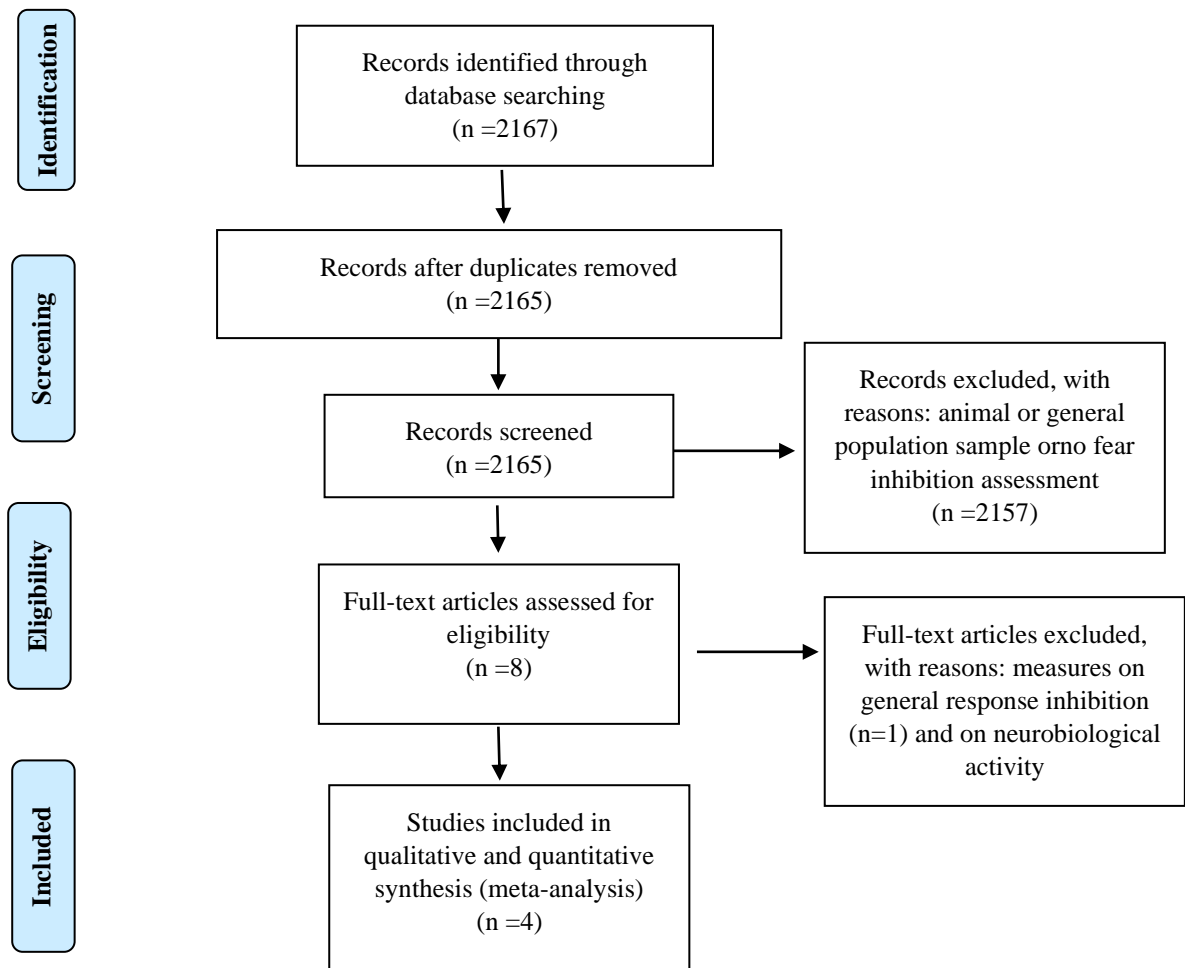 Identification
Records identified through
database searching
(n =2167)
Screening
Records after duplicates removed
(n =2165)
Records screened
(n =2165)
Records excluded, with
reasons: animal or general
population sample orno fear
inhibition assessment
(n =2157)
Eligibility
Full-text articles assessed for
eligibility
(n =8)
Full-text articles excluded,
with reasons: measures on
general response inhibition
(n=1) and on neurobiological
activity
Included
Studies included in
qualitative and quantitative
synthesis (meta-analysis)
(n =4)